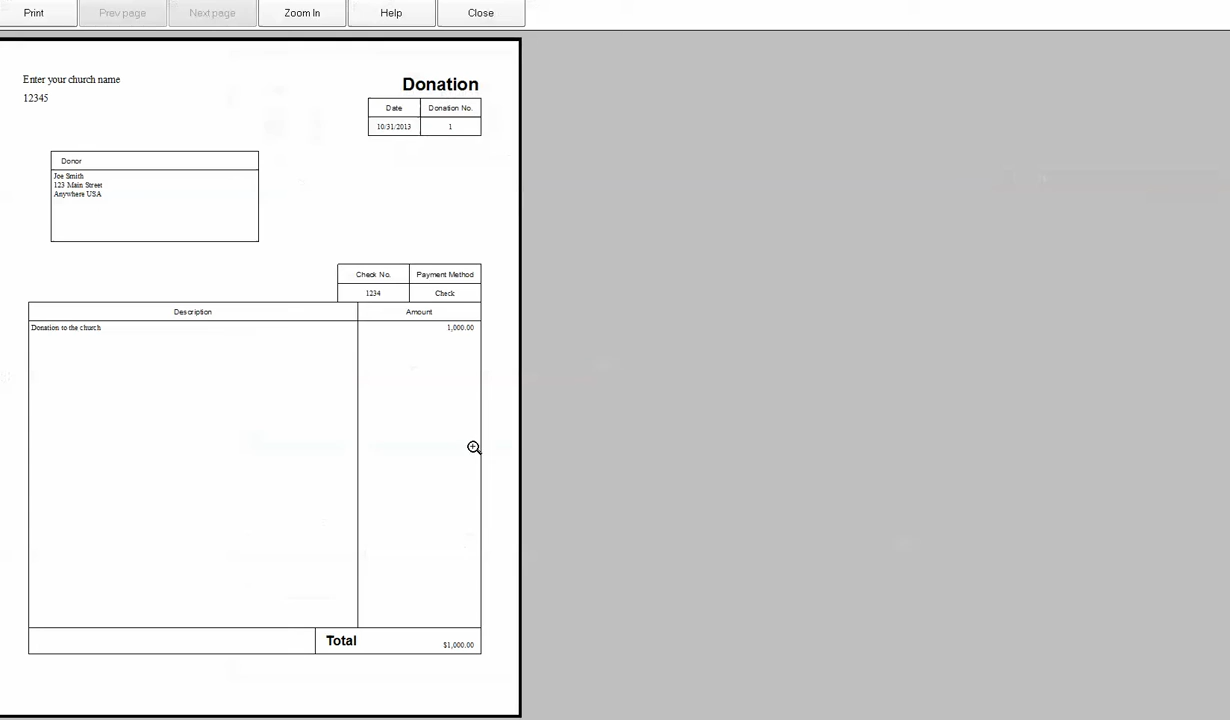 Print Prev page Next page Zoom In Help Close
Enter your church name
12345
Donation
Date Donation No.
10/31/2013 1
Donor
Joe Smith
123 Main Street
Anywhere USA
Check No. Payment Method
1234 Check
Description Amount
Donation to the church 1,000.00
Total $1,000.00